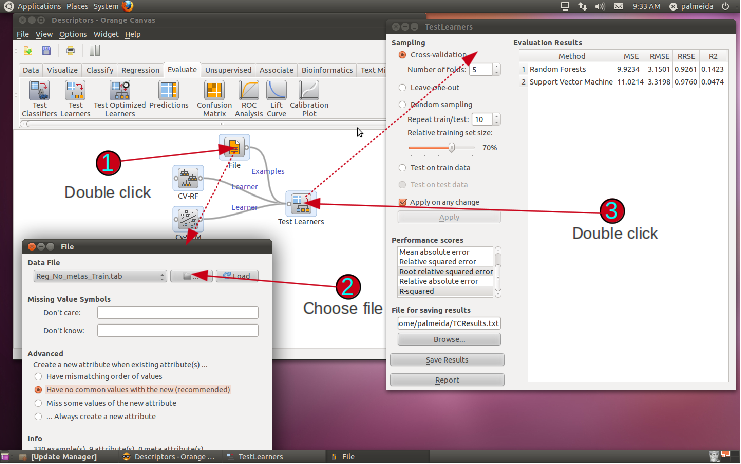 Applications Places System
9:33 AM
palmeida
Descriptors - Orange Canvas
File View Options Widget Help
Data Visualize Classify Regression Evaluate Unsupervised Associate Bioinformatics Text Mi
Test Classifiers
Test Learners
Test Optimized Learners
Predictions
Confusion Matrix
ROC Analysis
Lift Curve
Calibration Plot
1
Double click
File
Examples
CV-RF
Learner
Learner
Test Learners
3
Double click
2
Choose file
File
Data File
Reg_No_metas_Train.tab
...
Load
Missing Value Symbols
Don't care:
Don't know:
Advanced
Create a new attribute when existing attribute(s) ...
Have mismatching order of values
Have no common values with the new (recommended)
Miss some values of the new attribute
... Always create a new attribute
Info
TestLearners
Sampling
Cross-validation
Number of folds: 5
Leave-one-out
Random sampling
Repeat train/test: 10
Relative training set size:
70%
Test on train data
Test on test data
Apply on any change
Apply
Performance scores
Mean absolute error
Relative squared error
Root relative squared error
Relative absolute error
R-squared
File for saving results
ome/palmeida/TCResults.txt
Browse...
Save Results
Report
Evaluation Results
Method MSE RMSE RRSE R2
1 Random Forests 9.9234 3.1501 0.9261 0.1423
2 Support Vector Machine 11.0214 3.3198 0.9760 0.0474
[Update Manager]
Descriptors - Orange ...
TestLearners
File